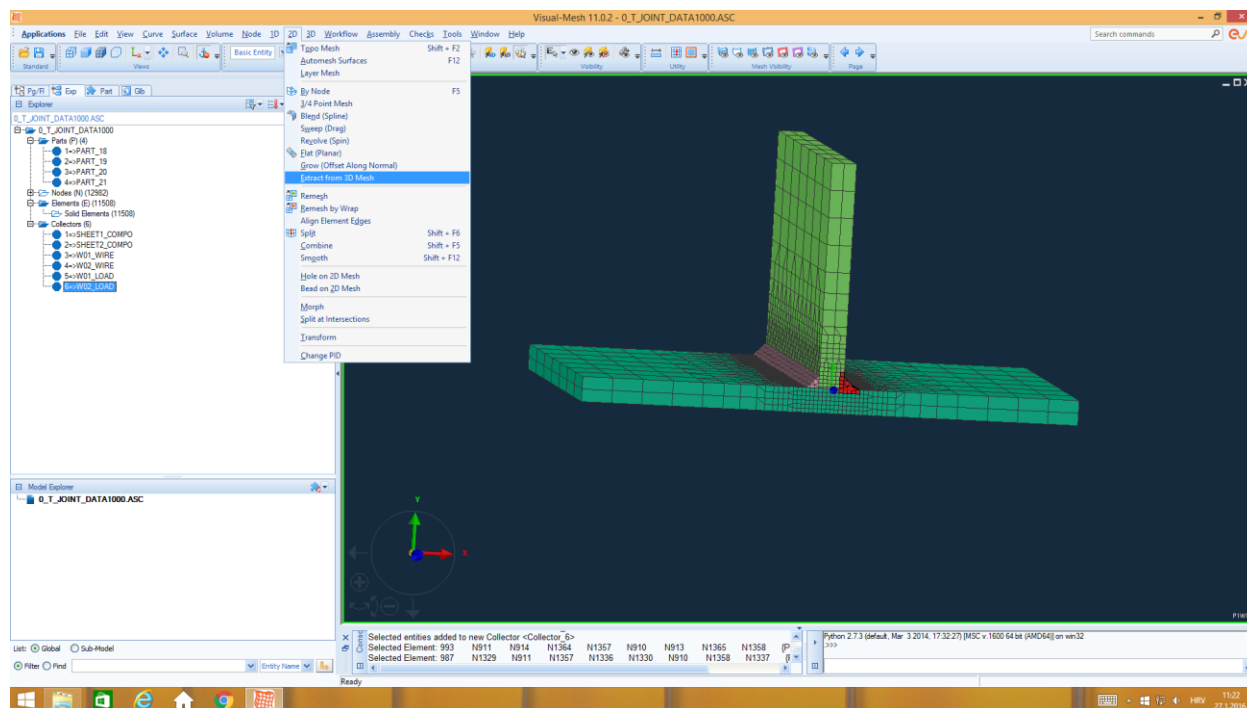 Visual-Mesh 11.0.2 - 0_T_JOINT_DATA1000.ASC
Applications File Edit View Curve Surface Volume Node 1D 2D 3D Workflow Assembly Checks Tools Window Help
Search commands
Basic Entity
Standard Views Visibility Utility Mesh Visibility Page
Topo Mesh Shift + F2
Automesh Surfaces F12
Layer Mesh
By Node F5
3/4 Point Mesh
Blend (Spline)
Sweep (Drag)
Revolve (Spin)
Flat (Planar)
Grow (Offset Along Normal)
Extract from 3D Mesh
Remesh
Remesh by Wrap
Align Element Edges
Split Shift + F6
Combine Shift + F5
Smooth Shift + F12
Hole on 2D Mesh
Bead on 2D Mesh
Morph
Split at Intersections
Transform
Change PID
Pg/R Exp Part Glb
Explorer
0_T_JOINT_DATA1000.ASC
0_T_JOINT_DATA1000
Parts (P) (4)
1=>PART_18
2=>PART_19
3=>PART_20
4=>PART_21
Nodes (N) (12982)
Elements (E) (11508)
Solid Elements (11508)
Collectors (6)
1=>SHEET1_COMPO
2=>SHEET2_COMPO
3=>W01_WIRE
4=>W02_WIRE
5=>W01_LOAD
6=>W02_LOAD
Model Explorer
0_T_JOINT_DATA1000.ASC
Y
X
P1W1
List: Global Sub-Model
Filter Find Entity Name
Selected entities added to new Collector <Collector_6>
Selected Element: 993 N911 N914 N1364 N1357 N910 N913 N1365 N1358 (P
Selected Element: 987 N1329 N911 N1357 N1336 N1330 N910 N1358 N1337
Python 2.7.3 (default, Mar 3 2014, 17:32:27) [MSC v.1600 64 bit (AMD64)] on win32
>>>
Ready
HRV
11:22
27.1.2016